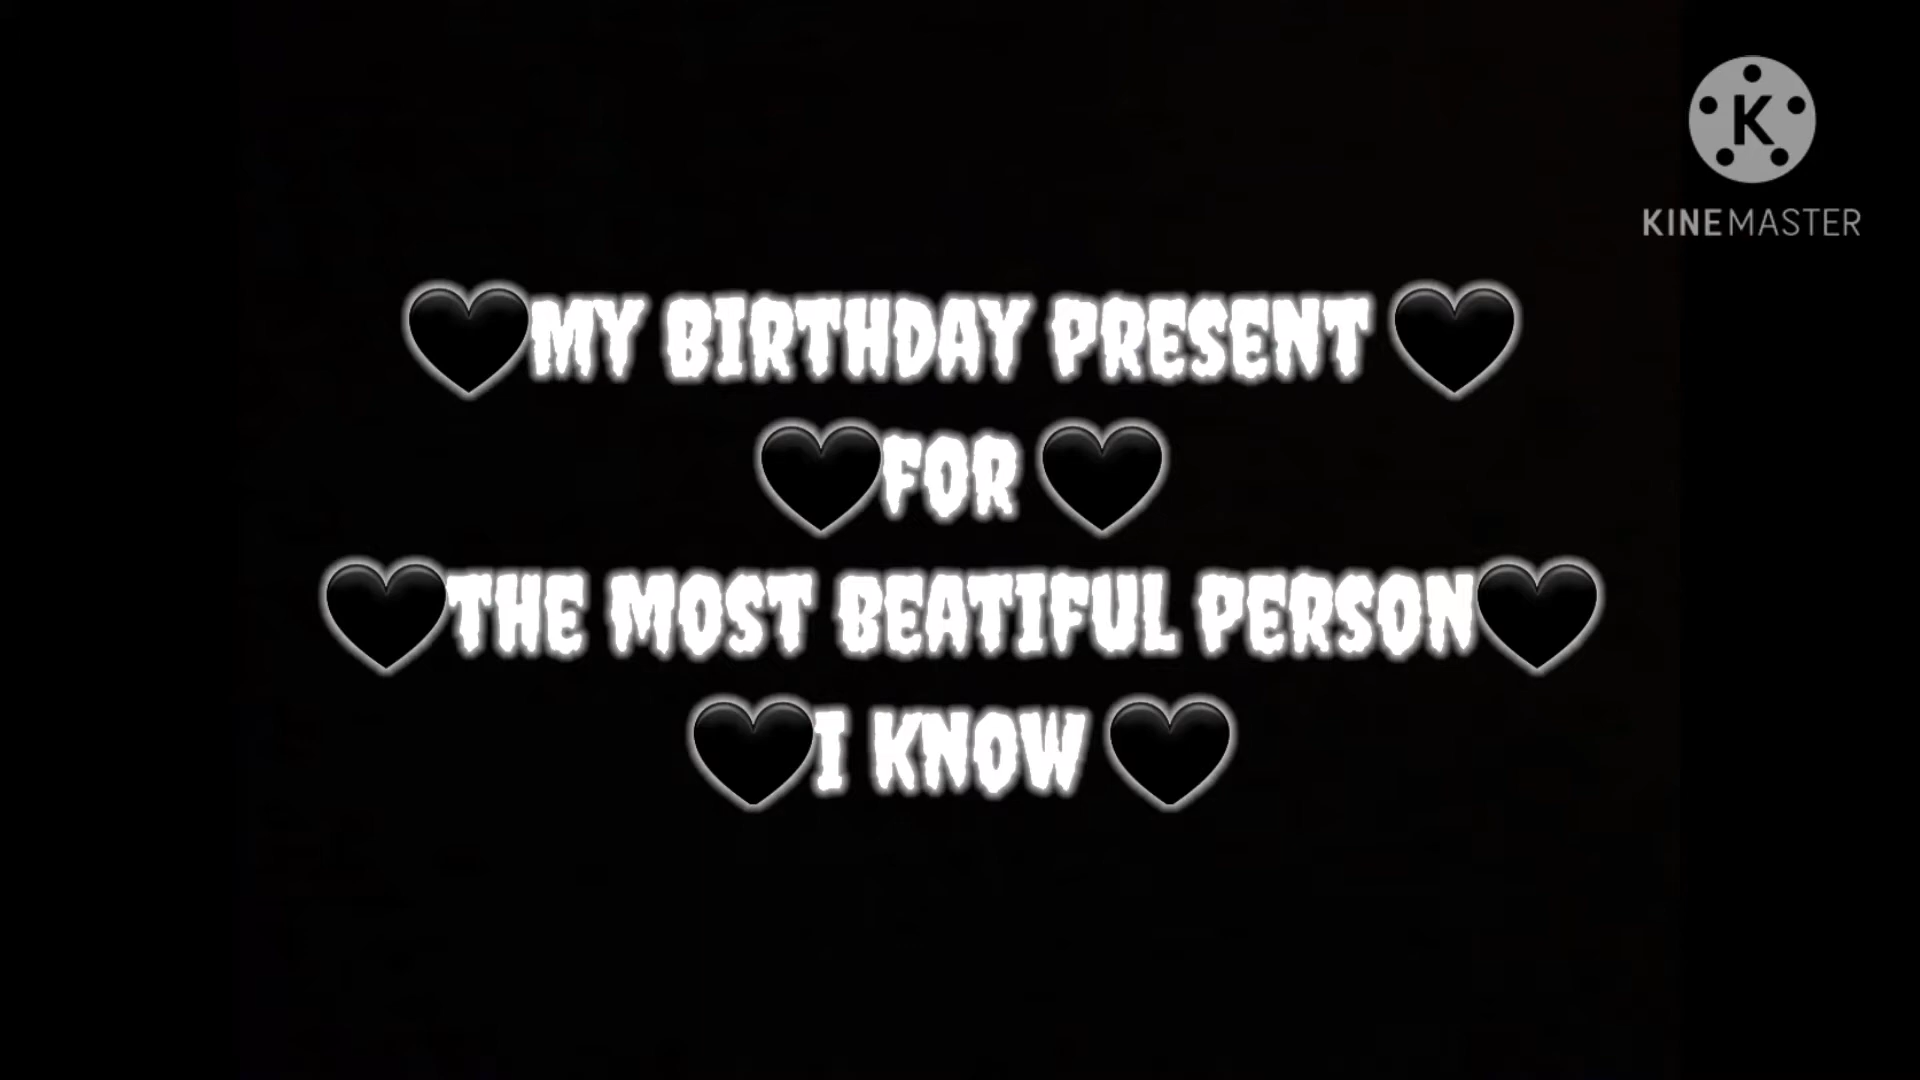 K
KINEMASTER
🖤MY BIRTHDAY PRESENT 🖤
🖤FOR 🖤
🖤THE MOST BEATIFUL PERSON🖤
🖤I KNOW 🖤